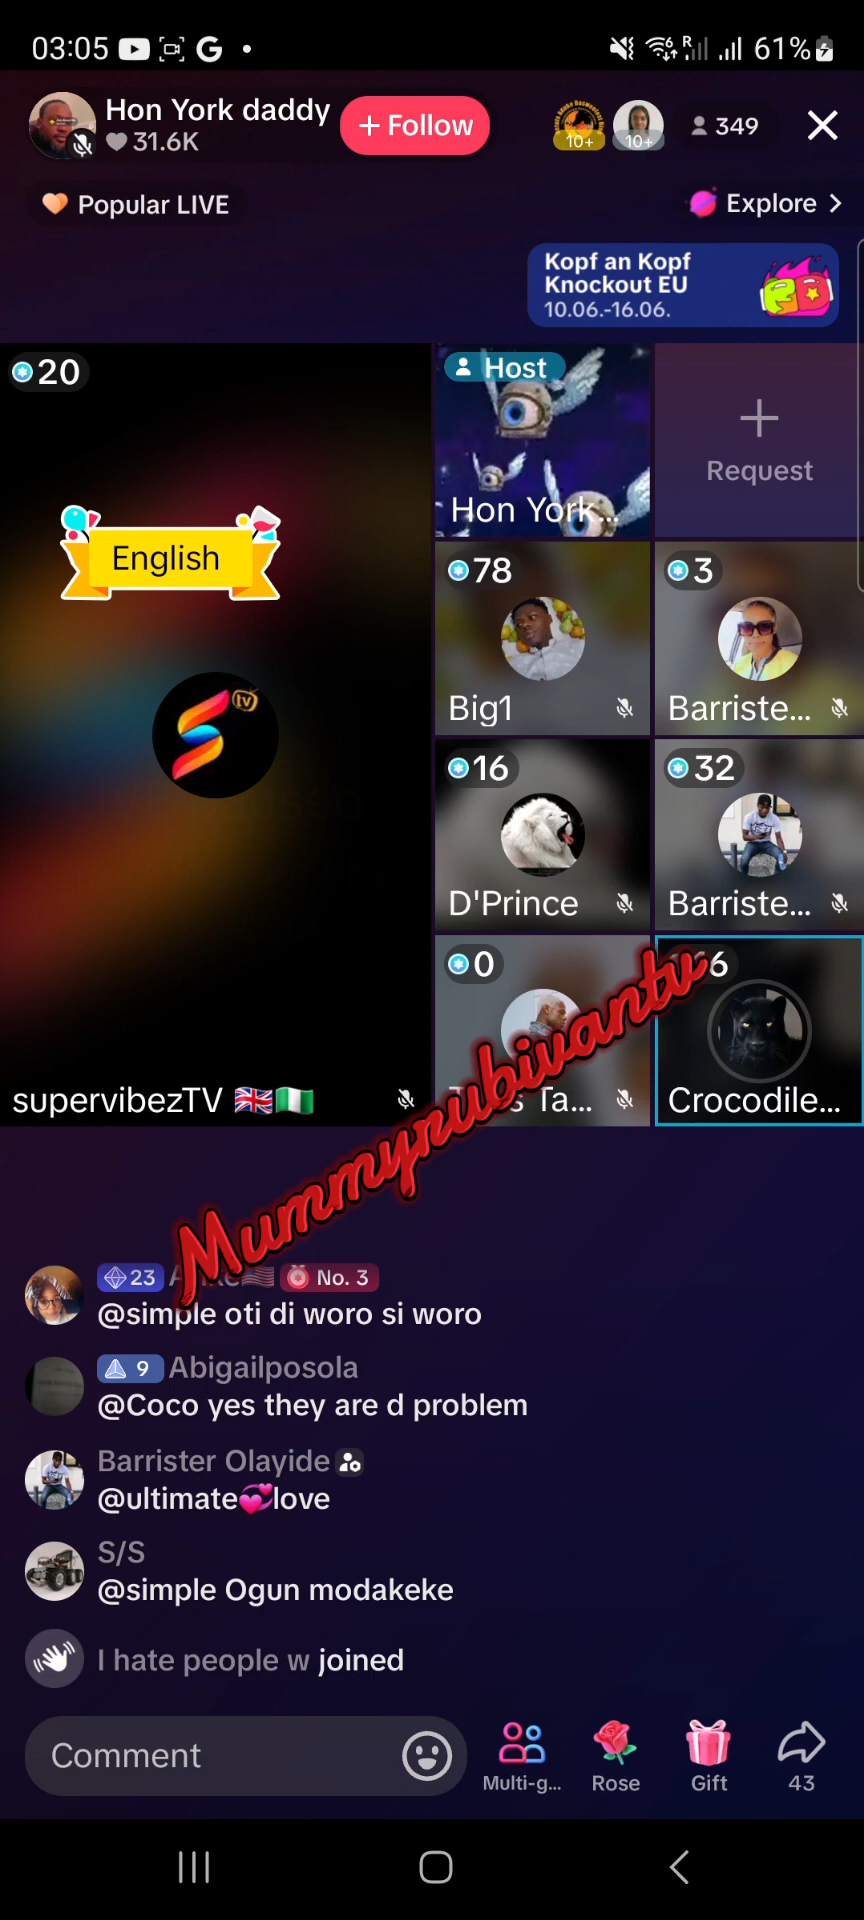 03:05
61%
Hon York daddy
31.6K
+ Follow
10+
10+
349
Popular LIVE
Explore >
Kopf an Kopf
Knockout EU
10.06.-16.06.
20
Host
Hon York...
Request
English
tv
78
Big1
3
Barriste...
16
D'Prince
32
Barriste...
0
Ta...
6
Crocodile...
supervibezTV 🇬🇧🇳🇬
Mummyrubivantv
23
No. 3
@simple oti di woro si woro
9 Abigailposola
@Coco yes they are d problem
Barrister Olayide
@ultimate💞love
S/S
@simple Ogun modakeke
I hate people w joined
Comment
Multi-g...
Rose
Gift
43